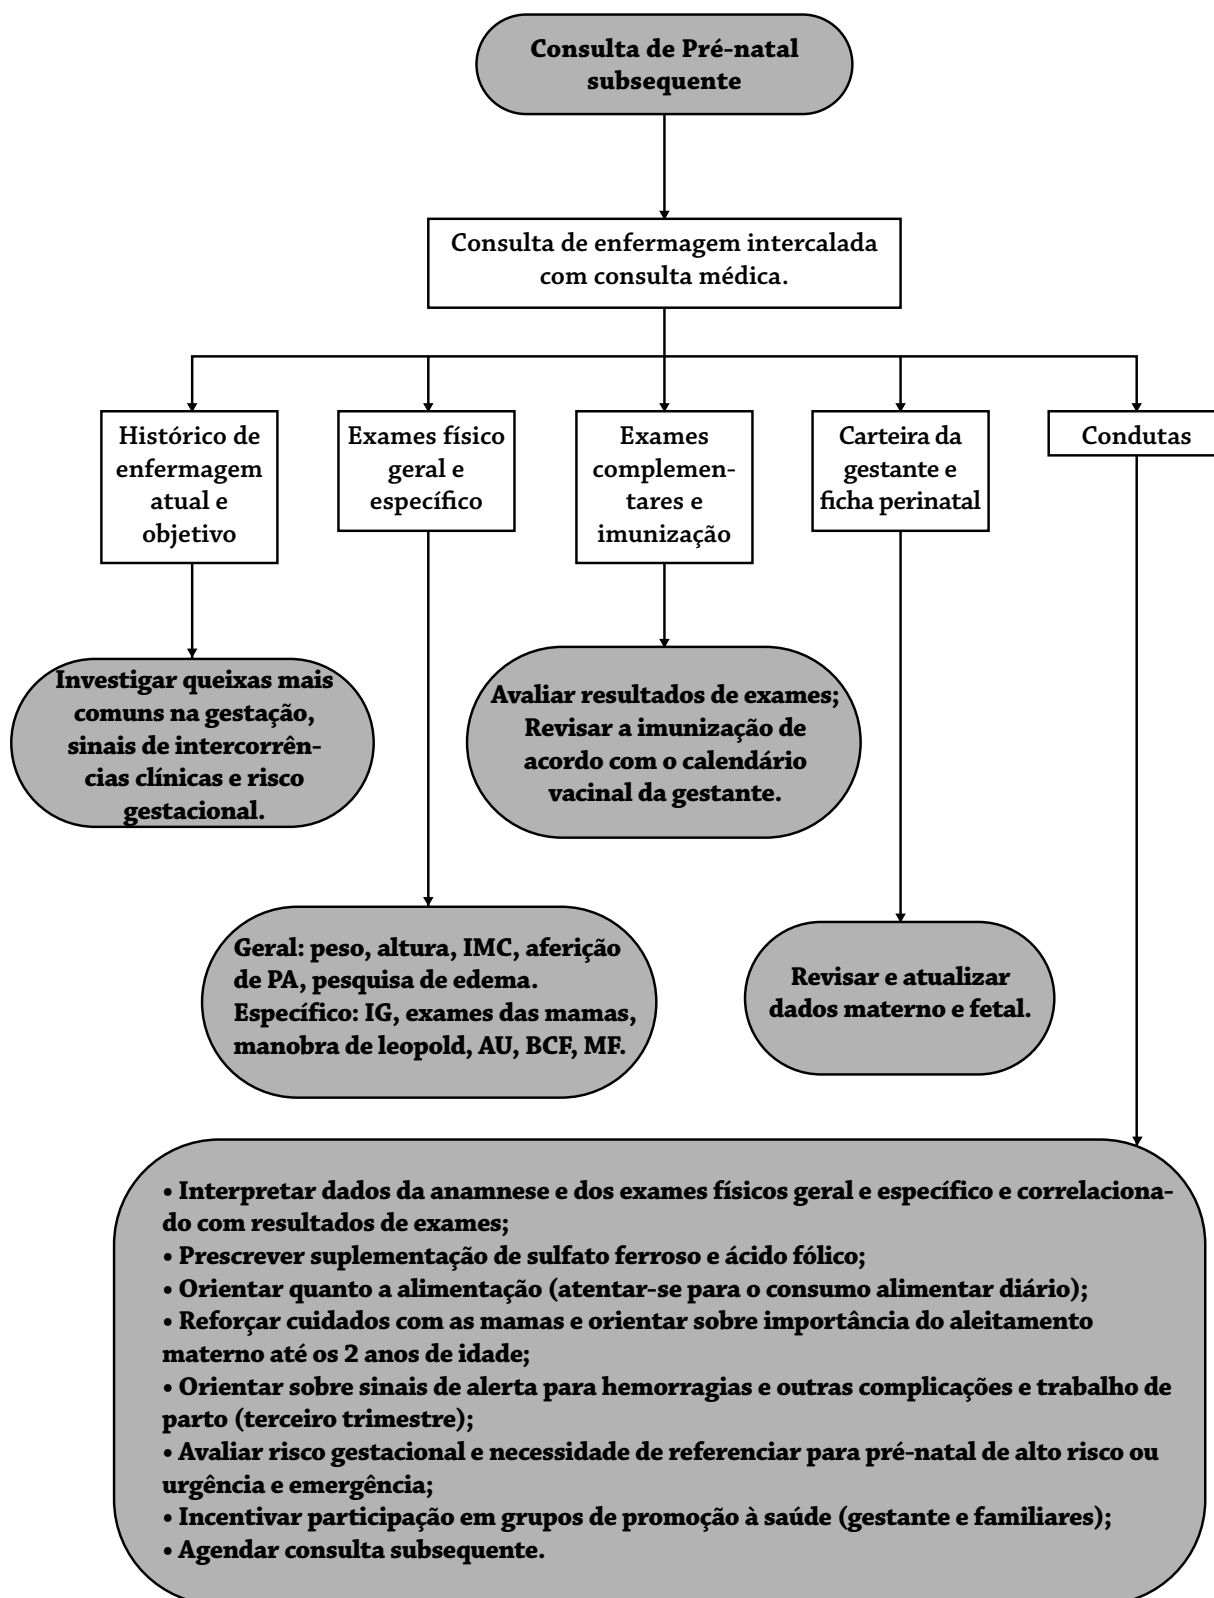 Consulta de Pré-natal
subsequente
Consulta de enfermagem intercalada
com consulta médica.
Histórico de
enfermagem
atual e
objetivo
Exames físico
geral e
específico
Exames
complemen-
tares e
imunização
Carteira da
gestante e
ficha perinatal
Condutas
Investigar queixas mais
comuns na gestação,
sinais de intercorrên-
cias clínicas e risco
gestacional.
Avaliar resultados de exames;
Revisar a imunização de
acordo com o calendário
vacinal da gestante.
Geral: peso, altura, IMC, aferição
de PA, pesquisa de edema.
Específico: IG, exames das mamas,
manobra de leopold, AU, BCF, MF.
Revisar e atualizar
dados materno e fetal.
• Interpretar dados da anamnese e dos exames físicos geral e específico e correlaciona-
do com resultados de exames;
• Prescrever suplementação de sulfato ferroso e ácido fólico;
• Orientar quanto a alimentação (atentar-se para o consumo alimentar diário);
• Reforçar cuidados com as mamas e orientar sobre importância do aleitamento
materno até os 2 anos de idade;
• Orientar sobre sinais de alerta para hemorragias e outras complicações e trabalho de
parto (terceiro trimestre);
• Avaliar risco gestacional e necessidade de referenciar para pré-natal de alto risco ou
urgência e emergência;
• Incentivar participação em grupos de promoção à saúde (gestante e familiares);
• Agendar consulta subsequente.